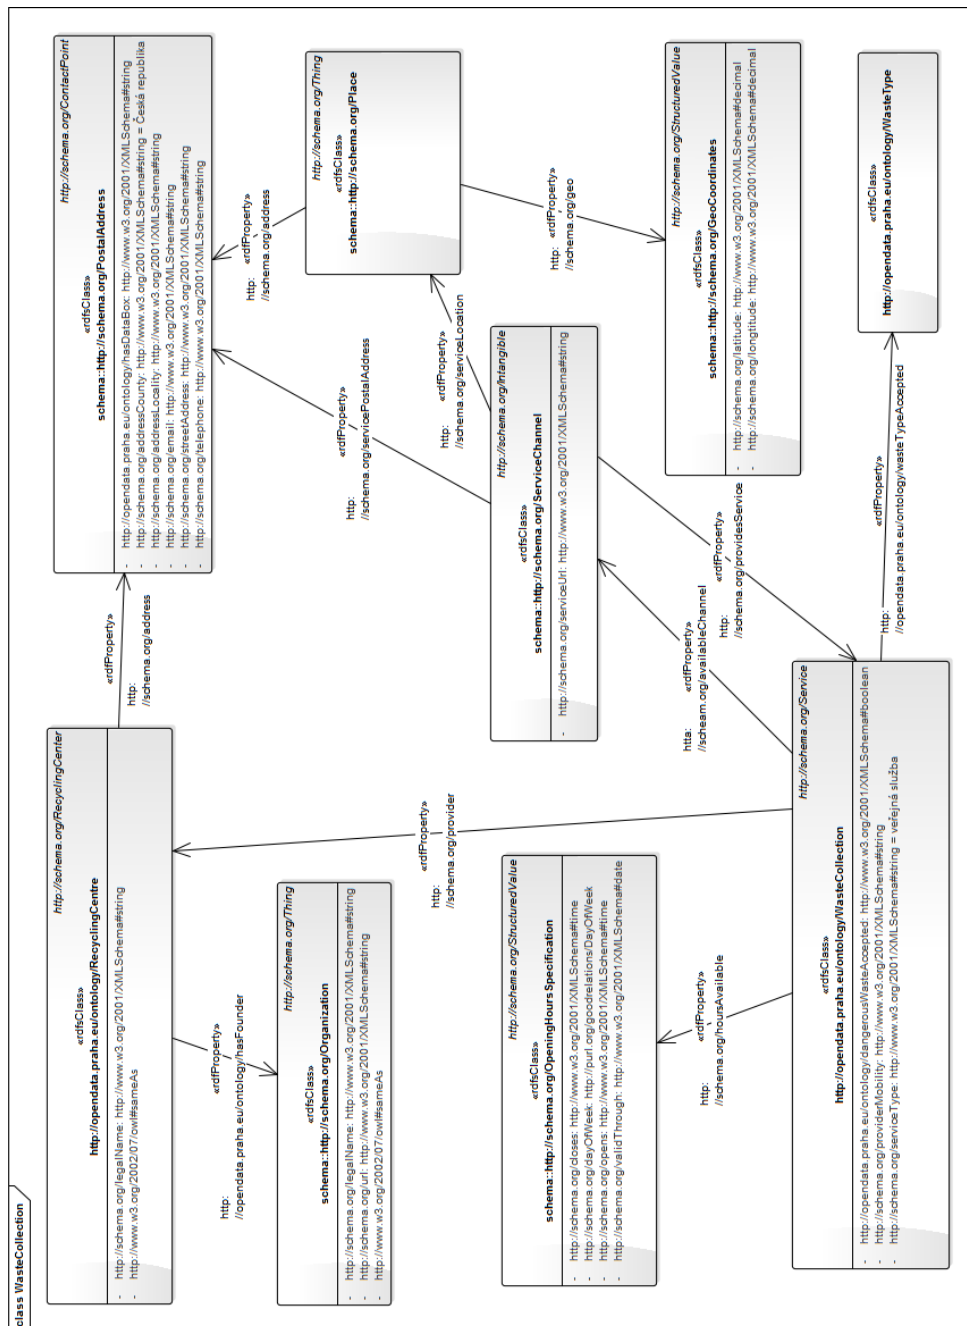 class WasteCollection
http://schema.org/RecyclingCenter
«rdfsClass»
http://opendata.praha.eu/ontology/RecyclingCentre
- http://schema.org/legalName: http://www.w3.org/2001/XMLSchema#string
- http://www.w3.org/2002/07/owl#sameAs
«rdfProperty»
http:
//schema.org/address
http://schema.org/ContactPoint
«rdfsClass»
schema::http://schema.org/PostalAddress
- http://opendata.praha.eu/ontology/hasDataBox: http://www.w3.org/2001/XMLSchema#string
- http://schema.org/addressCounty: http://www.w3.org/2001/XMLSchema#string = Česká republika
- http://schema.org/addressLocality: http://www.w3.org/2001/XMLSchema#string
- http://schema.org/email: http://www.w3.org/2001/XMLSchema#string
- http://schema.org/streetAddress: http://www.w3.org/2001/XMLSchema#string
- http://schema.org/telephone: http://www.w3.org/2001/XMLSchema#string
«rdfProperty»
http:
//opendata.praha.eu/ontology/hasFounder
http://schema.org/Thing
«rdfsClass»
schema::http://schema.org/Organization
- http://schema.org/legalName: http://www.w3.org/2001/XMLSchema#string
- http://schema.org/url: http://www.w3.org/2001/XMLSchema#string
- http://www.w3.org/2002/07/owl#sameAs
«rdfProperty»
http:
//schema.org/provider
«rdfProperty»
http:
//schema.org/servicePostalAddress
«rdfProperty»
http:
//schema.org/address
http://schema.org/Thing
«rdfsClass»
schema::http://schema.org/Place
«rdfProperty»
http:
//schema.org/serviceLocation
«rdfProperty»
http:
//schema.org/geo
http://schema.org/StructuredValue
«rdfsClass»
schema::http://schema.org/OpeningHoursSpecification
- http://schema.org/closes: http://www.w3.org/2001/XMLSchema#time
- http://schema.org/dayOfWeek: http://purl.org/goodrelations/DayOfWeek
- http://schema.org/opens: http://www.w3.org/2001/XMLSchema#time
- http://schema.org/validThrough: http://www.w3.org/2001/XMLSchema#date
http://schema.org/Intangible
«rdfsClass»
schema::http://schema.org/ServiceChannel
- http://schema.org/serviceUrl: http://www.w3.org/2001/XMLSchema#string
http://schema.org/StructuredValue
«rdfsClass»
schema::http://schema.org/GeoCoordinates
- http://schema.org/latitude: http://www.w3.org/2001/XMLSchema#decimal
- http://schema.org/longtitude: http://www.w3.org/2001/XMLSchema#decimal
«rdfProperty»
http:
//schema.org/hoursAvailable
«rdfProperty»
htta:
//scheam.org/availableChannel
«rdfProperty»
http:
//schema.org/providesService
http://schema.org/Service
«rdfsClass»
http://opendata.praha.eu/ontology/WasteCollection
- http://opendata.praha.eu/ontology/dangerousWasteAccepted: http://www.w3.org/2001/XMLSchema#boolean
- http://schema.org/providerMobility: http://www.w3.org/2001/XMLSchema#string
- http://schema.org/serviceType: http://www.w3.org/2001/XMLSchema#string = veřejná služba
«rdfProperty»
http:
//opendata.praha.eu/ontology/wasteTypeAccepted
«rdfsClass»
http://opendata.praha.eu/ontology/WasteType